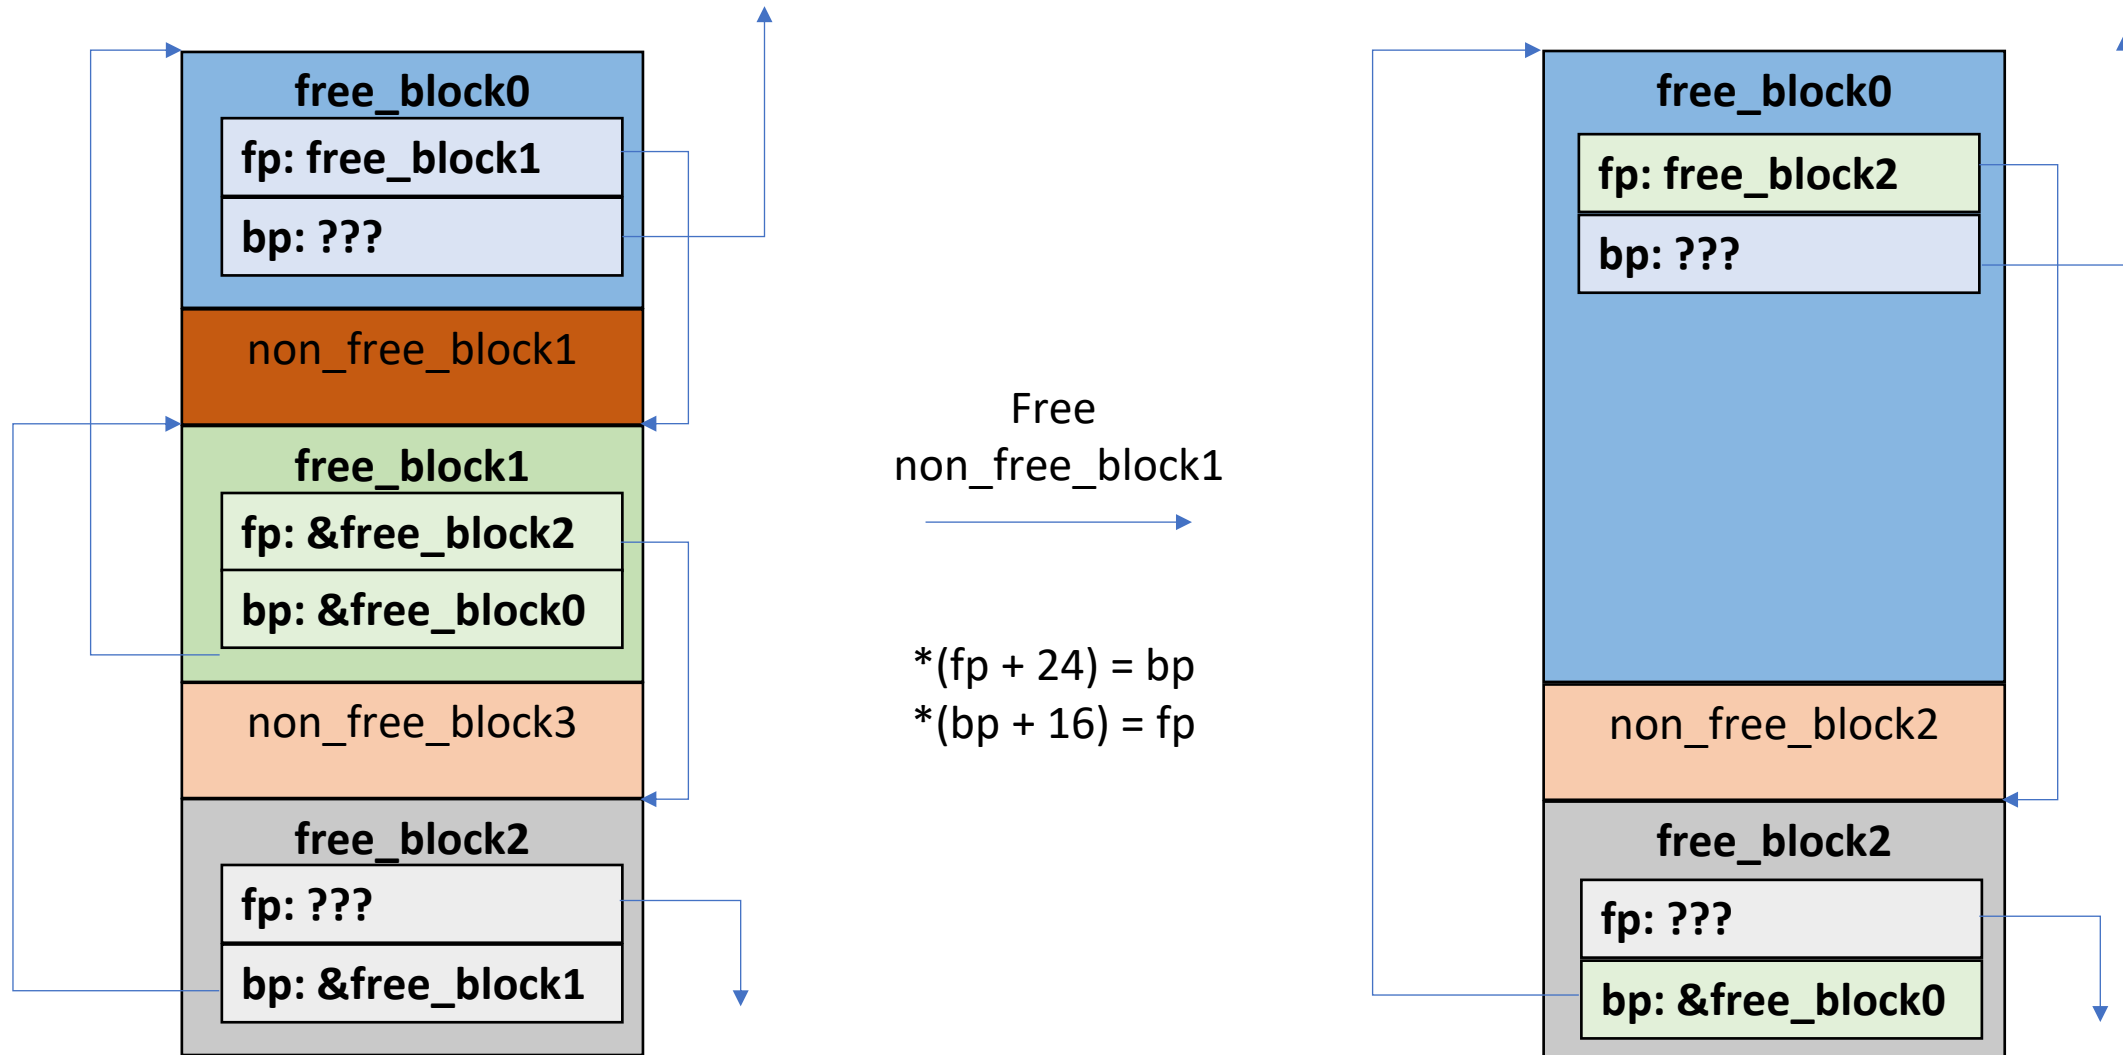 free_block0
fp: free_block1
bp: ???
non_free_block1
free_block1
fp: &free_block2
bp: &free_block0
non_free_block3
free_block2
fp: ???
bp: &free_block1
Free
non_free_block1
*(fp + 24) = bp
*(bp + 16) = fp
free_block0
fp: free_block2
bp: ???
non_free_block2
free_block2
fp: ???
bp: &free_block0